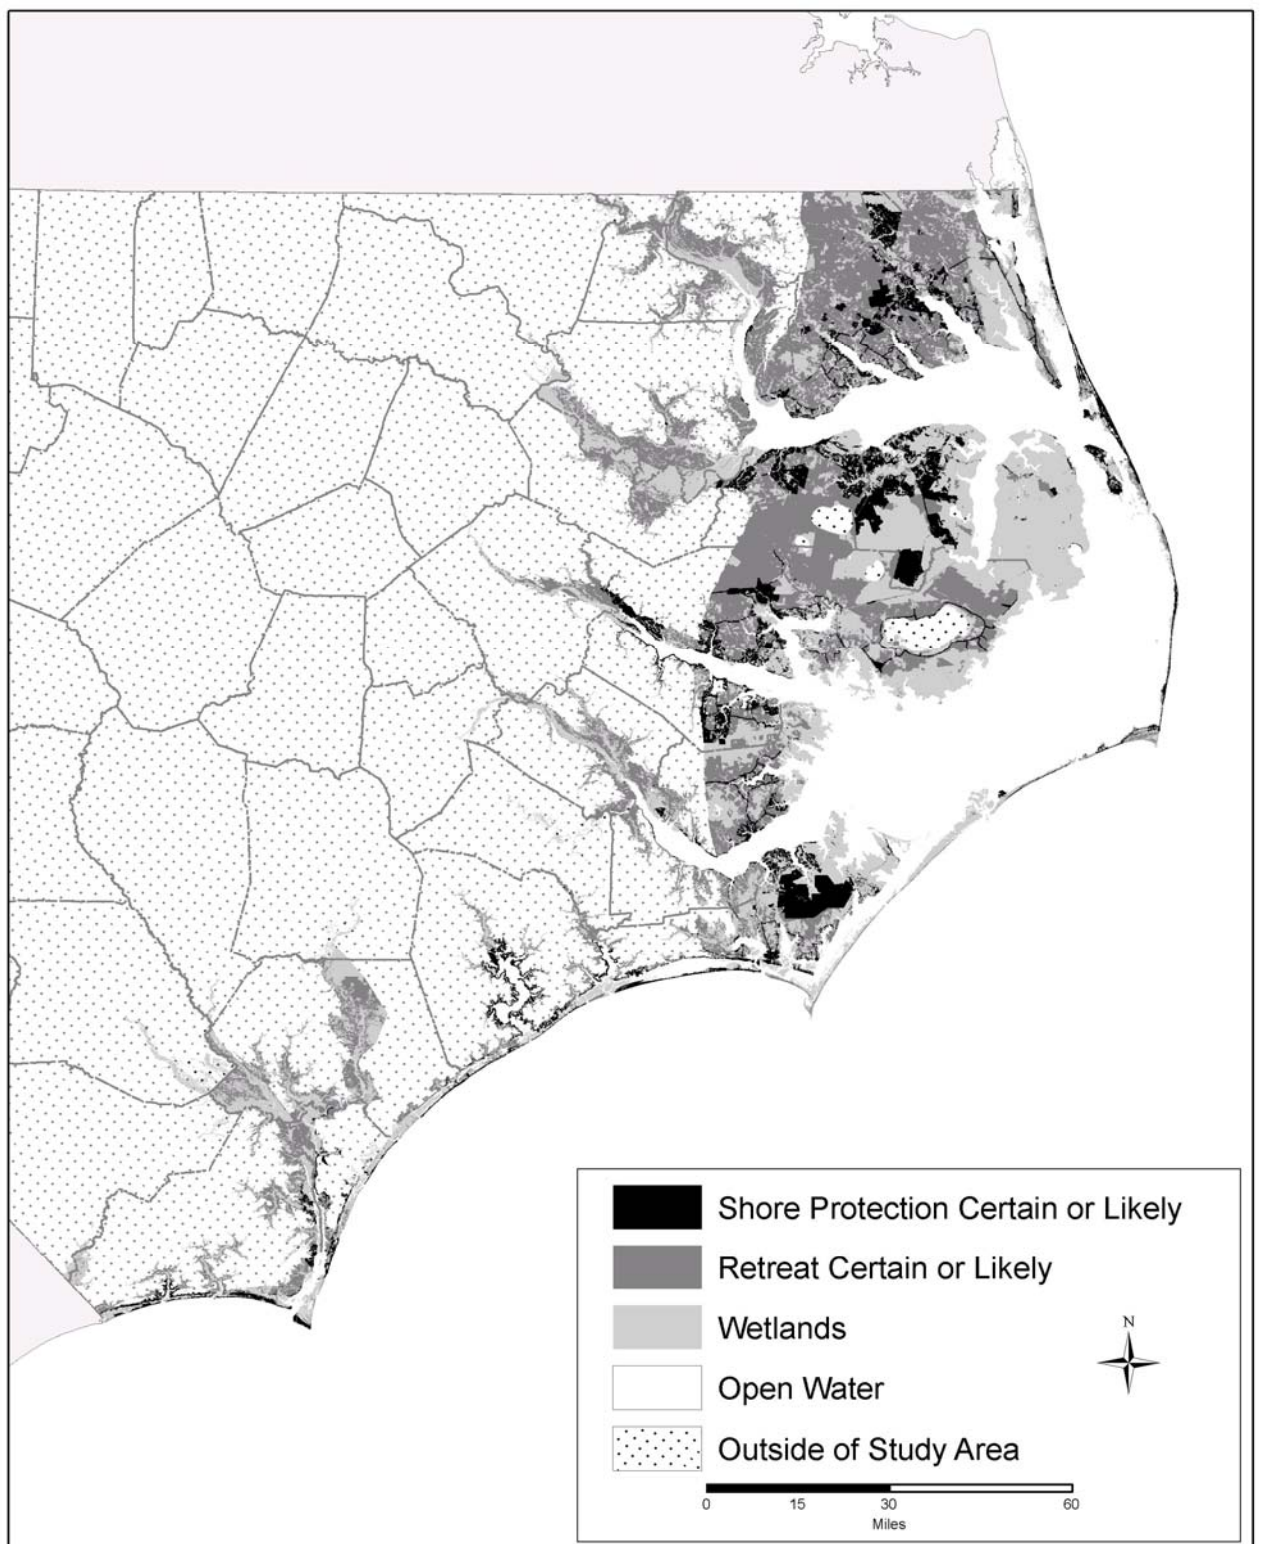 Shore Protection Certain or Likely
Retreat Certain or Likely
Wetlands
Open Water
Outside of Study Area
N
0 15 30 60
Miles